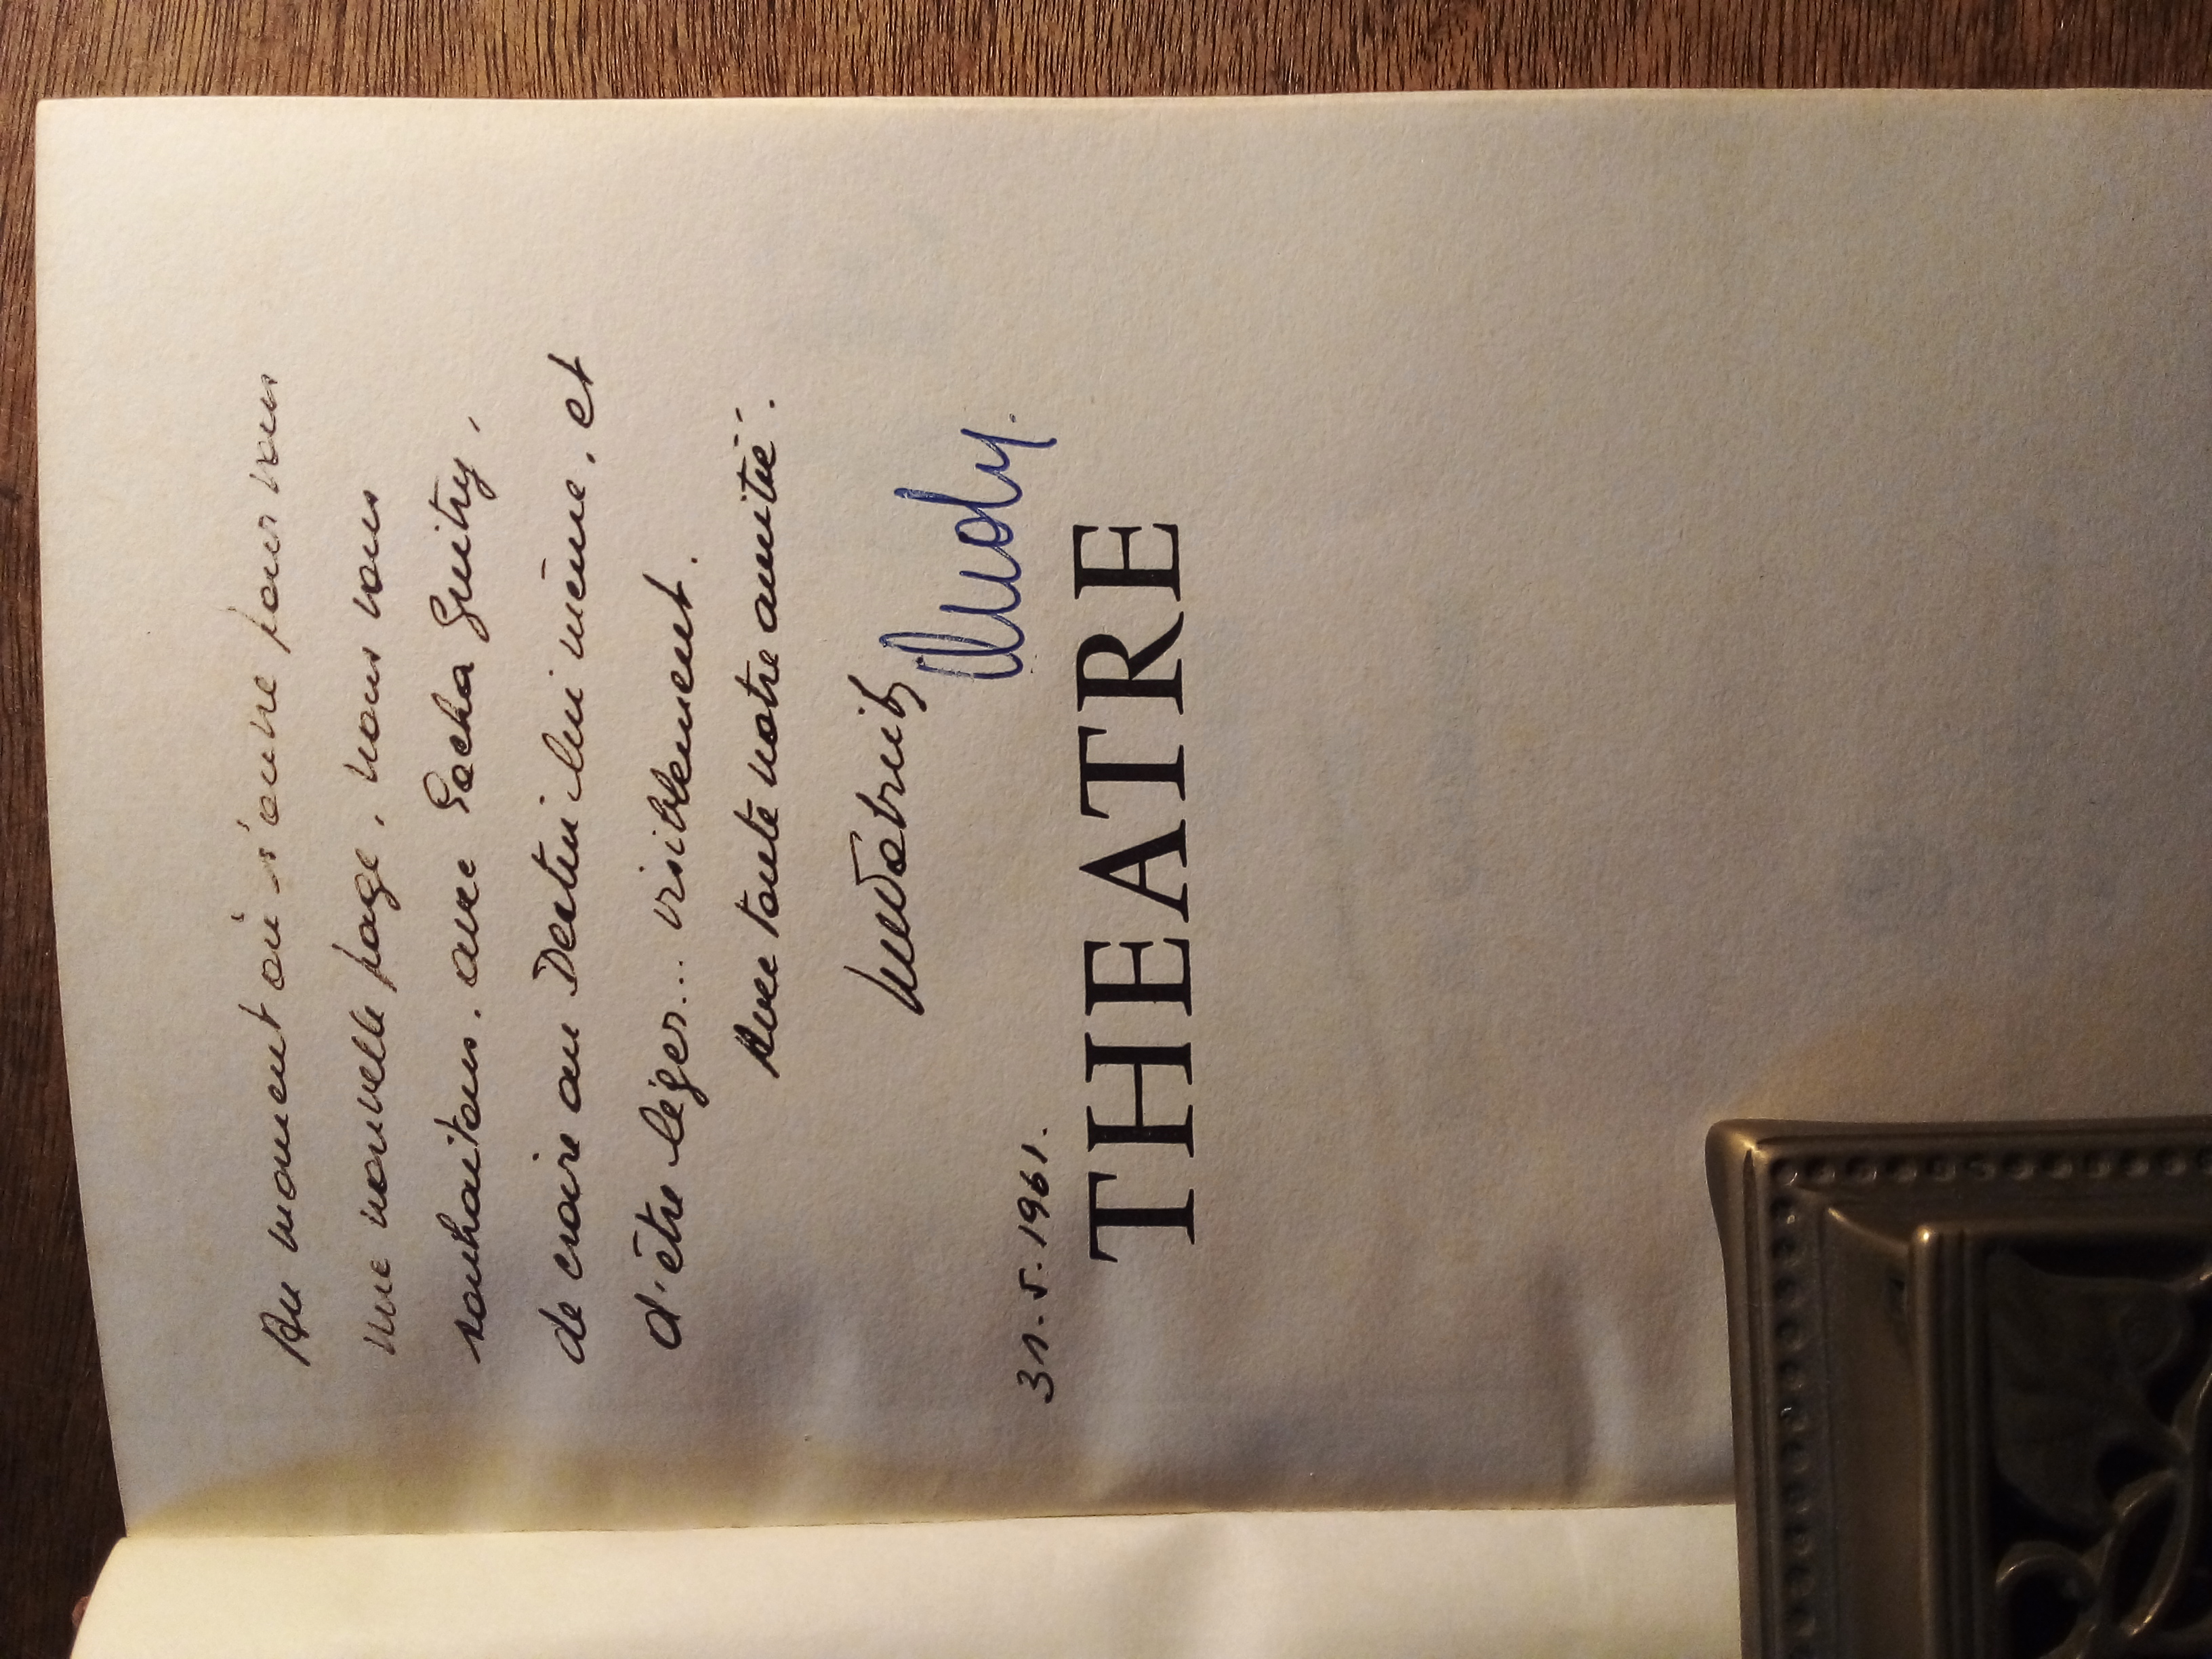 Au moment où s'ouvre pour vous
une nouvelle page, nous vous
souhaitons, avec Sacha Guitry,
de croire au Destin lui même, et
d'être léger... visiblement.
Avec toute notre amitié.
31.5.1961.
THEATRE